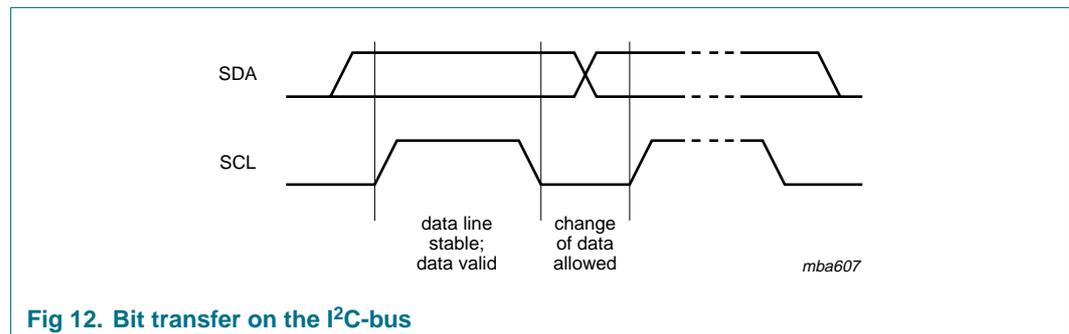 SDA
SCL
data line
stable;
data valid
change
of data
allowed
mba607
Fig 12. Bit transfer on the I²C-bus